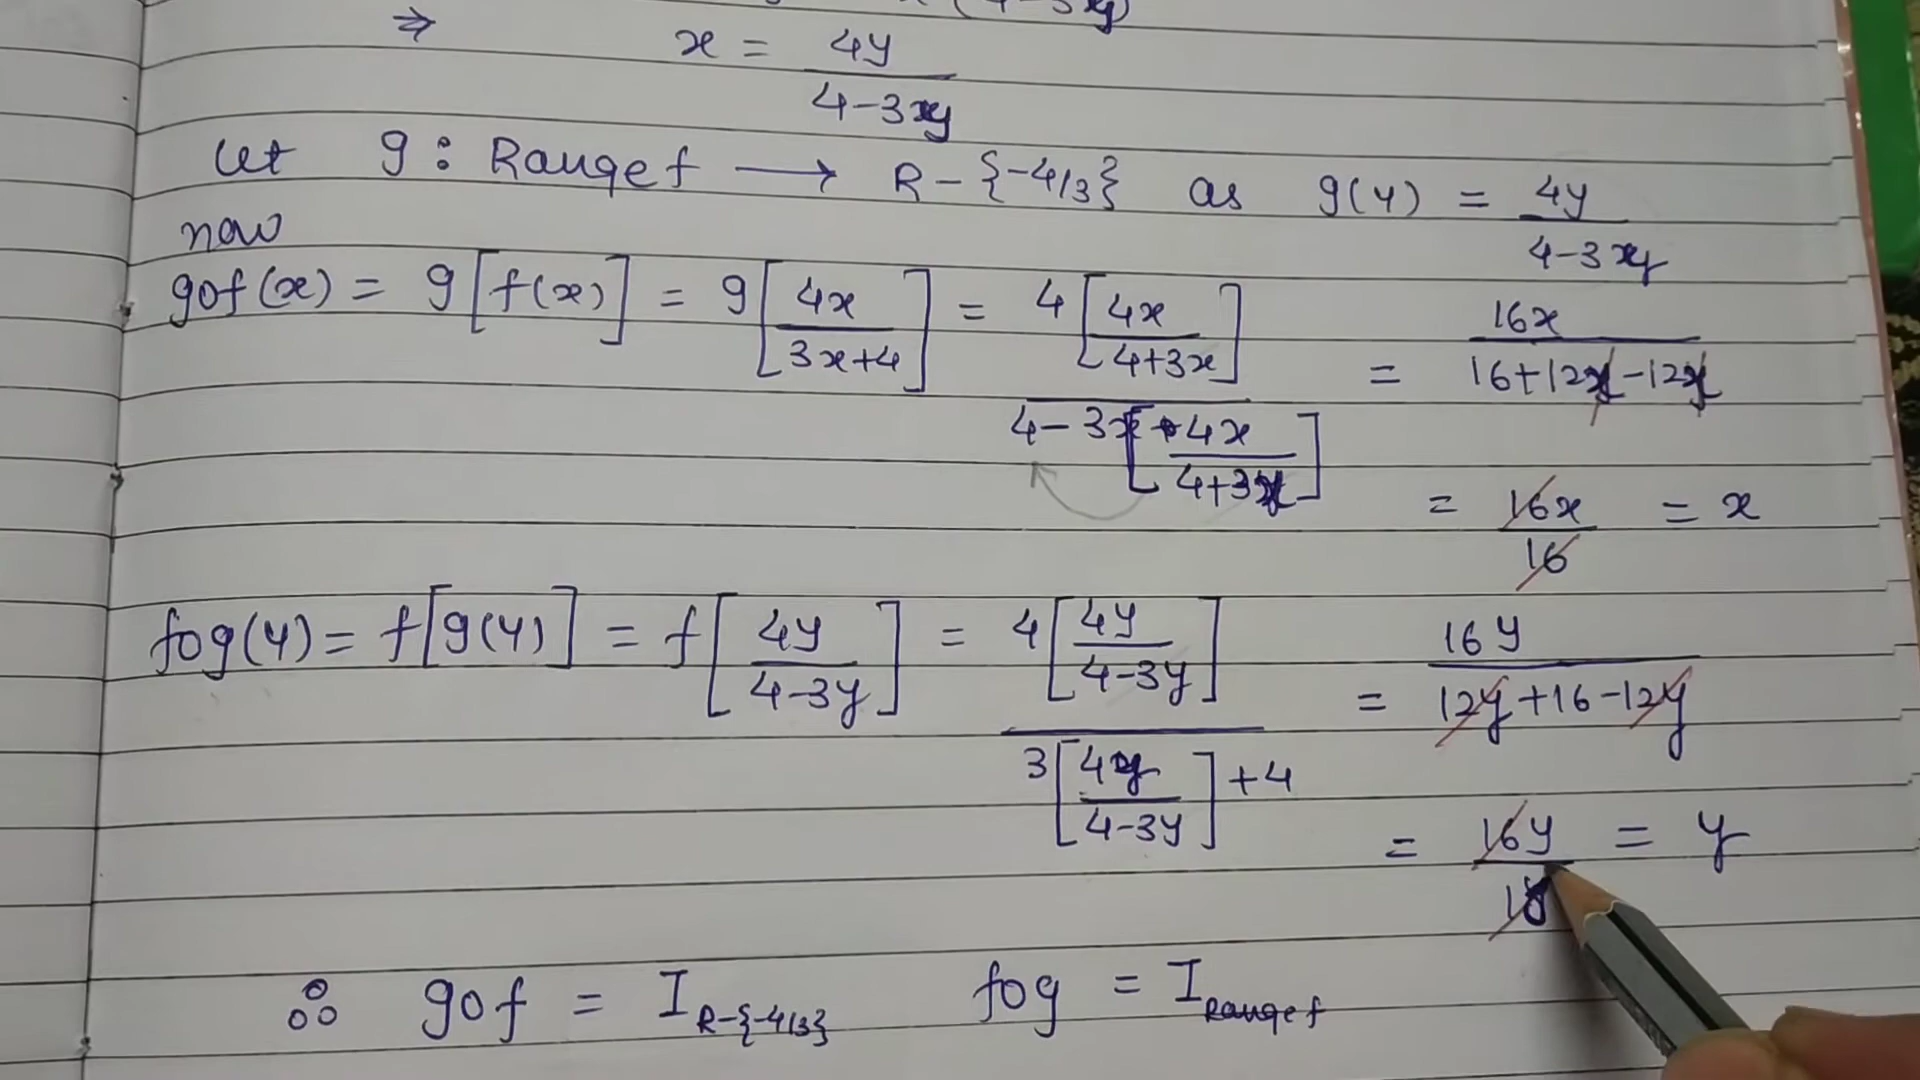 (4-3y)
⇒ x = 4y / 4-3y
Let g : Range f ⟶ R - {-4/3} as g(y) = 4y / 4-3y
now
gof(x) = g[f(x)] = g[4x / 3x+4] = 4[4x / 4+3x] / 4-3[4x / 4+3x] = 16x / 16+12x-12x
= 16x / 16 = x
fog(y) = f[g(y)] = f[4y / 4-3y] = 4[4y / 4-3y] / 3[4y / 4-3y]+4 = 16y / 12y+16-12y
= 16y / 16 = y
∴ gof = I R-{-4/3} fog = I Range f